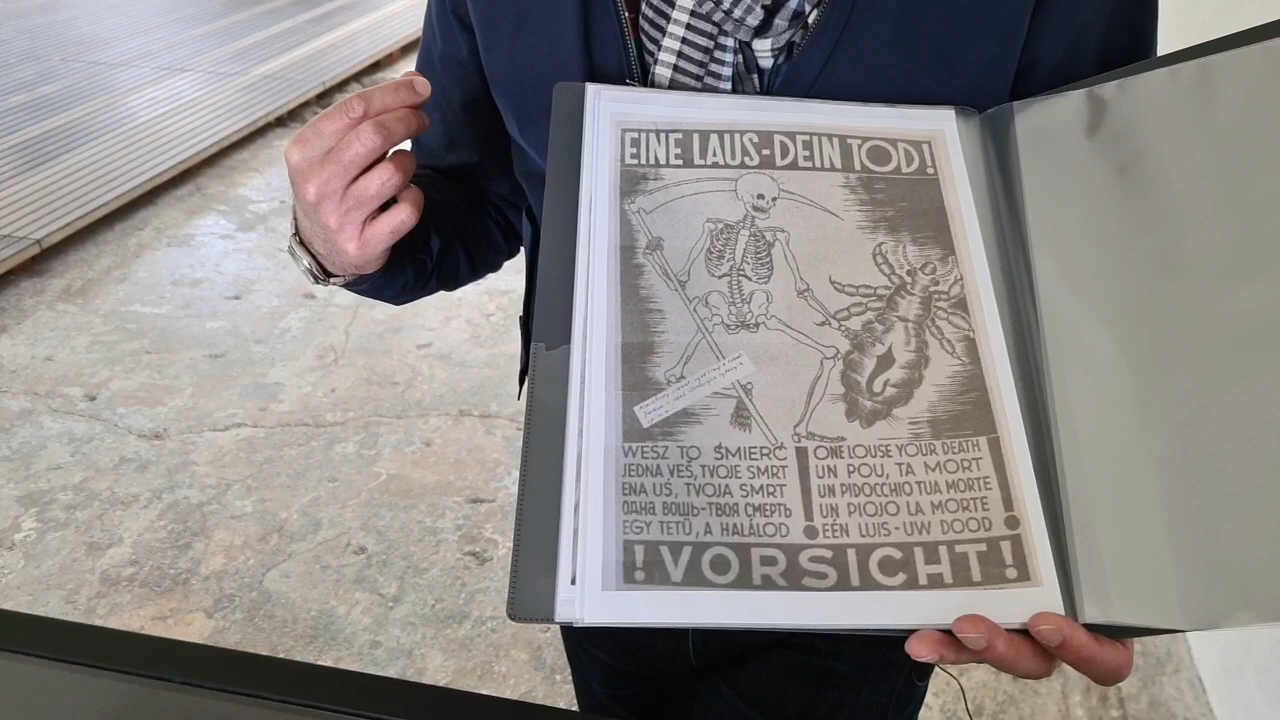 EINE LAUS-DEIN TOD!
WESZ TO ŚMIERĆ
JEDNA VEŠ, TVOJE SMRT
ENA UŠ, TVOJA SMRT
ОДНА ВОШЬ-ТВОЯ СМЕРТЬ
EGY TETÜ, A HALÁLOD
!
ONE LOUSE YOUR DEATH
UN POU, TA MORT
UN PIDOCCHIO TUA MORTE
UN PIOJO LA MORTE
EÉN LUIS-UW DOOD
!
!VORSICHT!